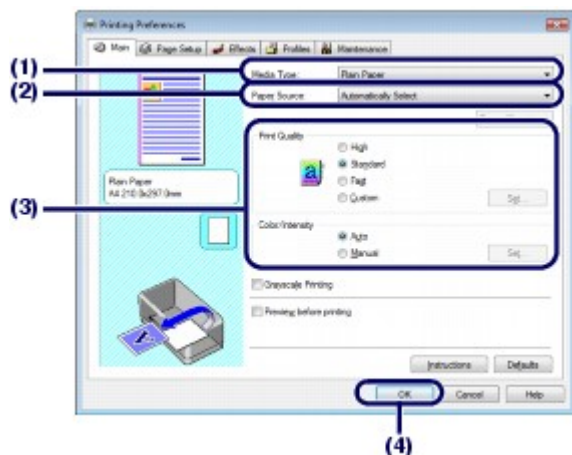 Printing Preferences
Main Page Setup Effects Profiles Maintenance
(1) Media Type: Plain Paper
(2) Paper Source: Automatically Select
Print Quality
High
Standard
Fast
Custom Set...
Plain Paper
A4 210.0x297.0mm
(3)
Color/Intensity
Auto
Manual Set...
Grayscale Printing
Preview before printing
Instructions Defaults
OK Cancel Help
(4)